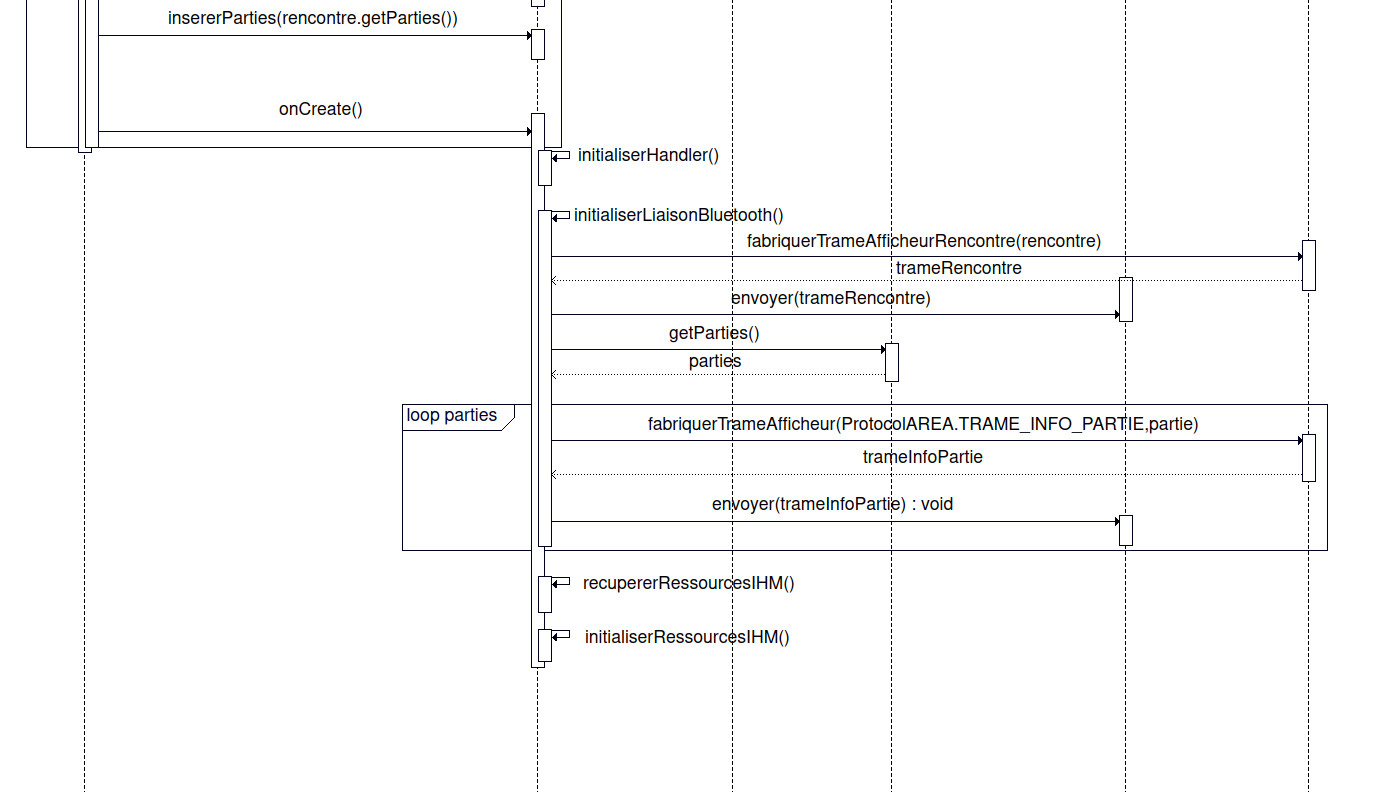 insererParties(rencontre.getParties())
onCreate()
initialiserHandler()
initialiserLiaisonBluetooth()
fabriquerTrameAfficheurRencontre(rencontre)
trameRencontre
envoyer(trameRencontre)
getParties()
parties
loop parties
fabriquerTrameAfficheur(ProtocolAREA.TRAME_INFO_PARTIE,partie)
trameInfoPartie
envoyer(trameInfoPartie) : void
recupererRessourcesIHM()
initialiserRessourcesIHM()